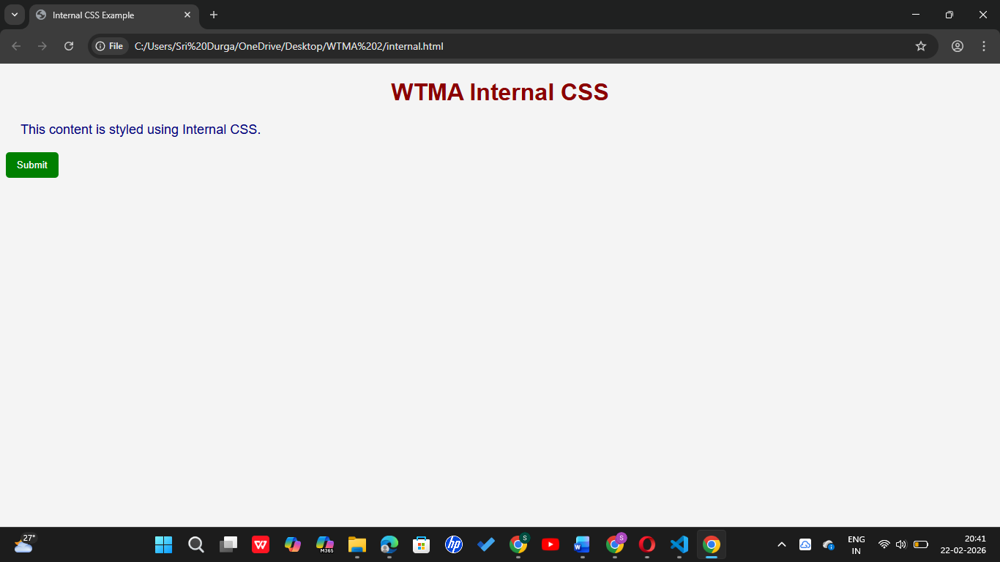 Internal CSS Example
File
C:/Users/Sri%20Durga/OneDrive/Desktop/WTMA%202/internal.html
WTMA Internal CSS
This content is styled using Internal CSS.
Submit
27°
W
M365
hp
S
W
S
ENG
IN
20:41
22-02-2026